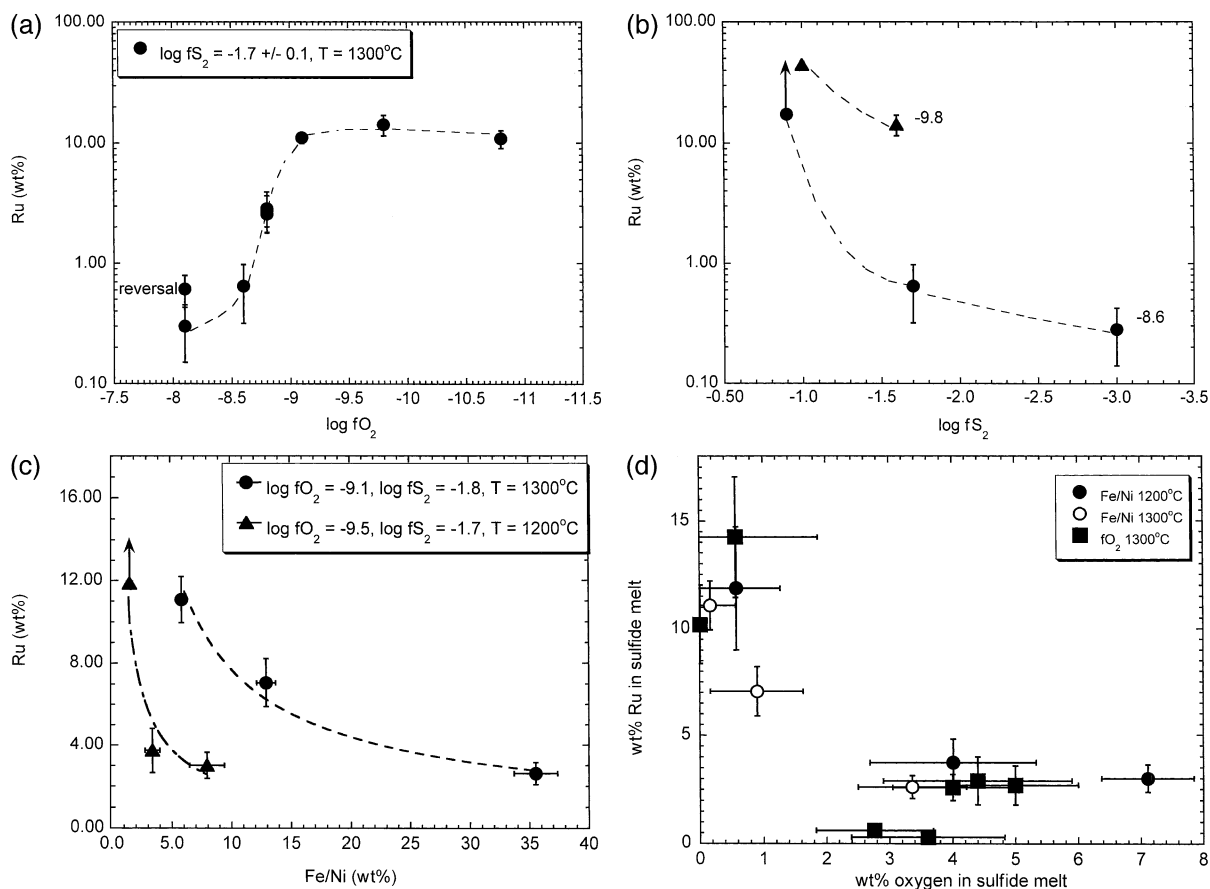 (a)
100.00
10.00
1.00
0.10
Ru (wt%)
log fS2 = -1.7 +/- 0.1, T = 1300°C
reversal
-7.5 -8 -8.5 -9 -9.5 -10 -10.5 -11 -11.5
log fO2
(b)
100.00
10.00
1.00
0.10
Ru (wt%)
-9.8
-8.6
-0.50 -1.0 -1.5 -2.0 -2.5 -3.0 -3.5
log fS2
(c)
16.00
12.00
8.00
4.00
0.00
Ru (wt%)
log fO2 = -9.1, log fS2 = -1.8, T = 1300°C
log fO2 = -9.5, log fS2 = -1.7, T = 1200°C
0.0 5.0 10 15 20 25 30 35 40
Fe/Ni (wt%)
(d)
15
10
5
0
wt% Ru in sulfide melt
Fe/Ni 1200°C
Fe/Ni 1300°C
fO2 1300°C
0 1 2 3 4 5 6 7 8
wt% oxygen in sulfide melt